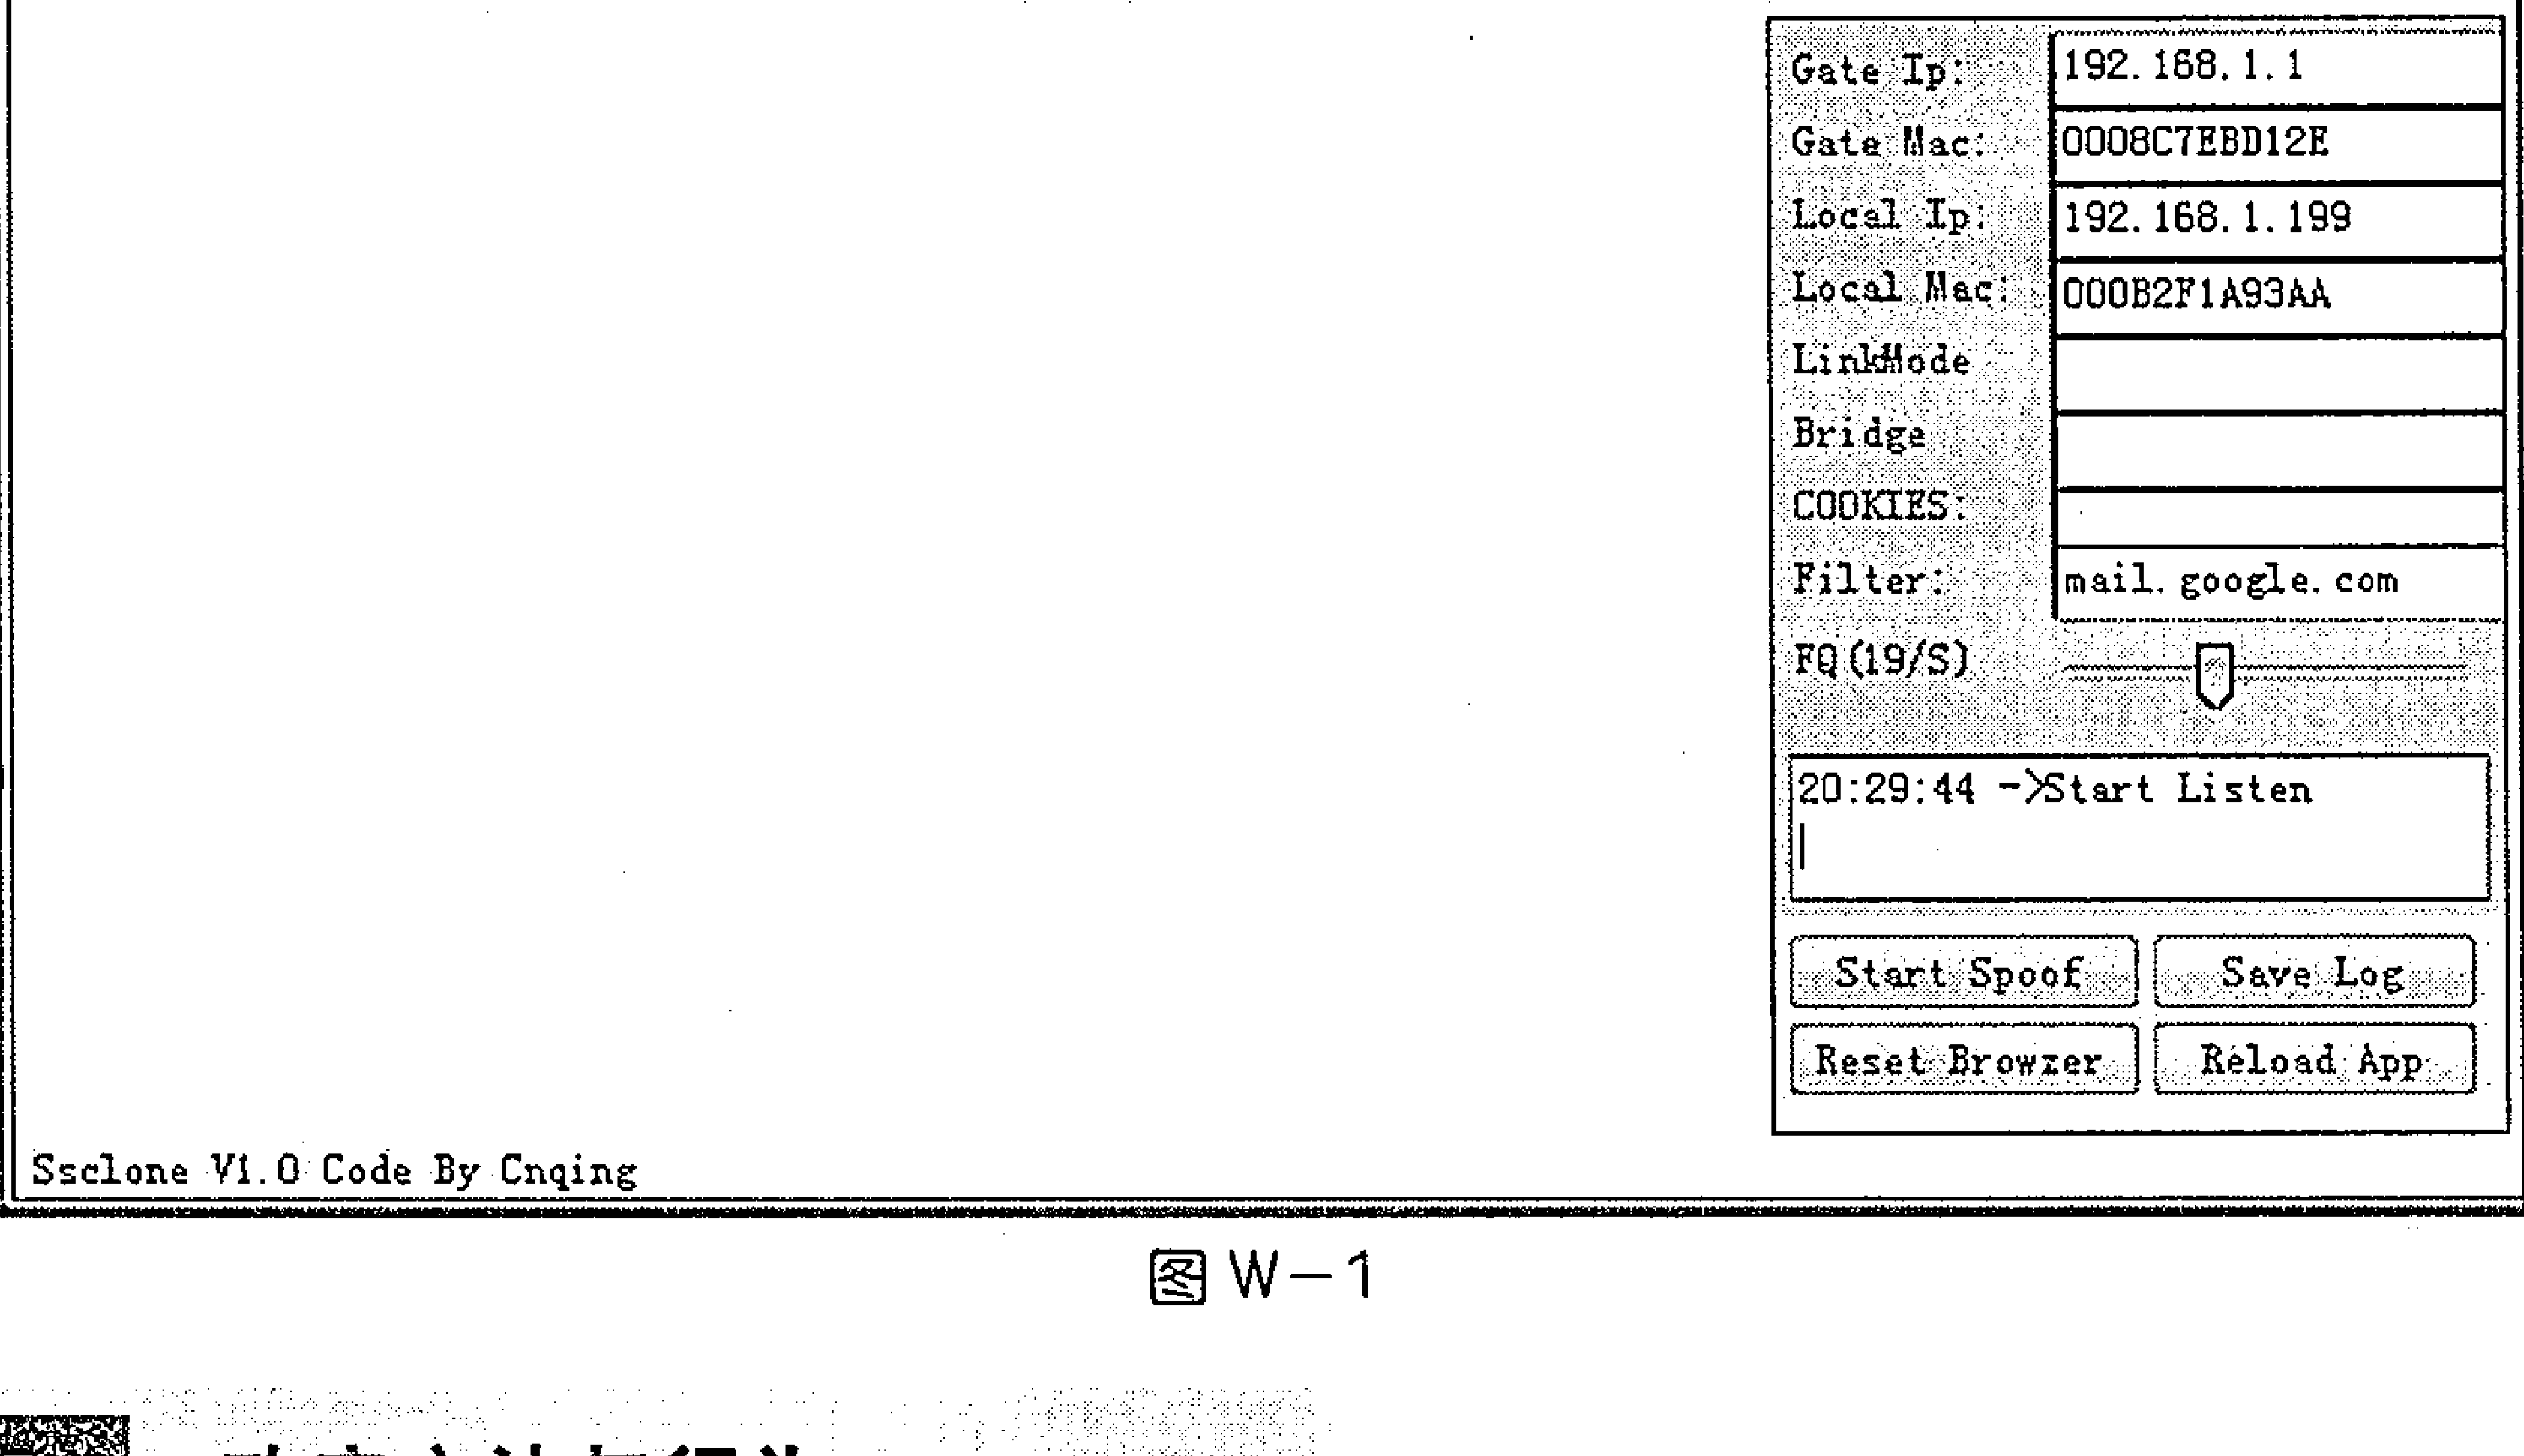 Gate Ip: 192.168.1.1
Gate Mac: 0008C7EBD12E
Local Ip: 192.168.1.199
Local Mac: 000B2F1A93AA
LinkMode
Bridge
COOKIES:
Filter: mail.google.com
FQ(19/S)
20:29:44 ->Start Listen
Start Spoof Save Log
Reset Browzer Reload App
Ssclone V1.0 Code By Cnqing
图 W-1